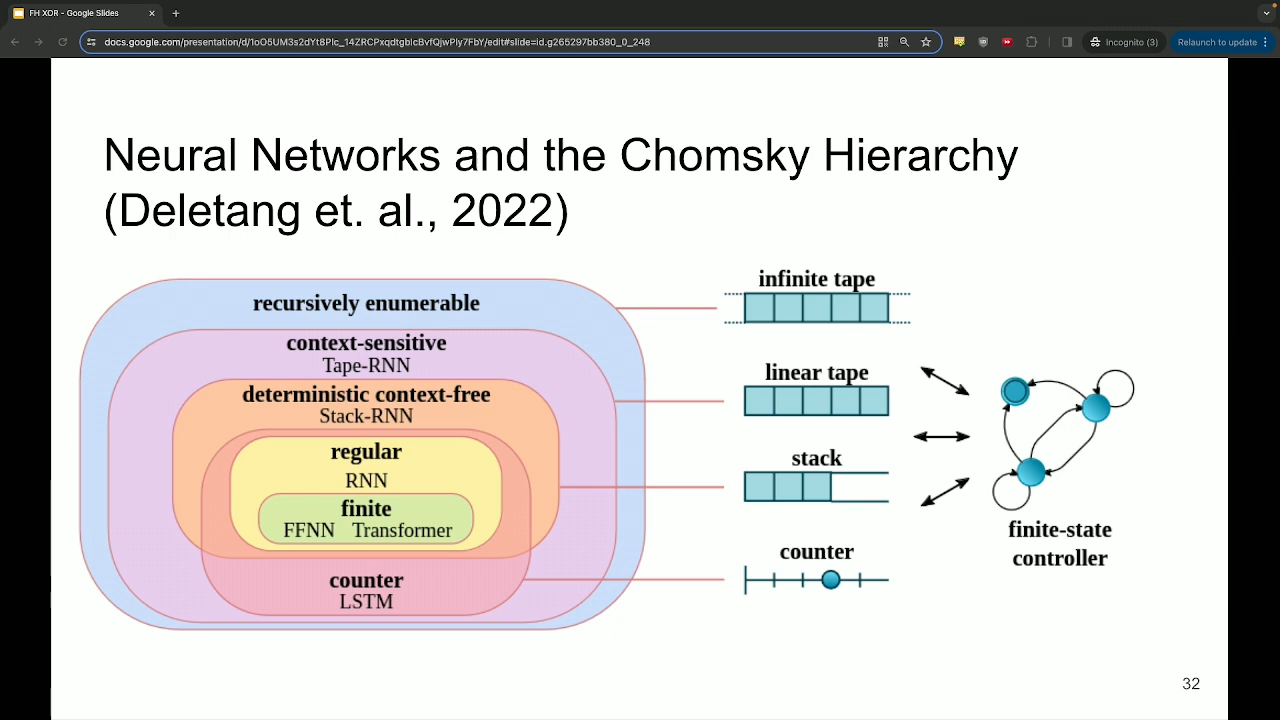 FH XOR - Google Slides
docs.google.com/presentation/d/1oO5UM3s2dYt8Plc_14ZRCPxqdtgblcBvfQjwPly7FbY/edit#slide=id.g265297bb380_0_248
Incognito (3)
Relaunch to update
Neural Networks and the Chomsky Hierarchy
(Deletang et. al., 2022)
recursively enumerable
context-sensitive
Tape-RNN
deterministic context-free
Stack-RNN
regular
RNN
finite
FFNN Transformer
counter
LSTM
infinite tape
linear tape
stack
counter
finite-state
controller
32